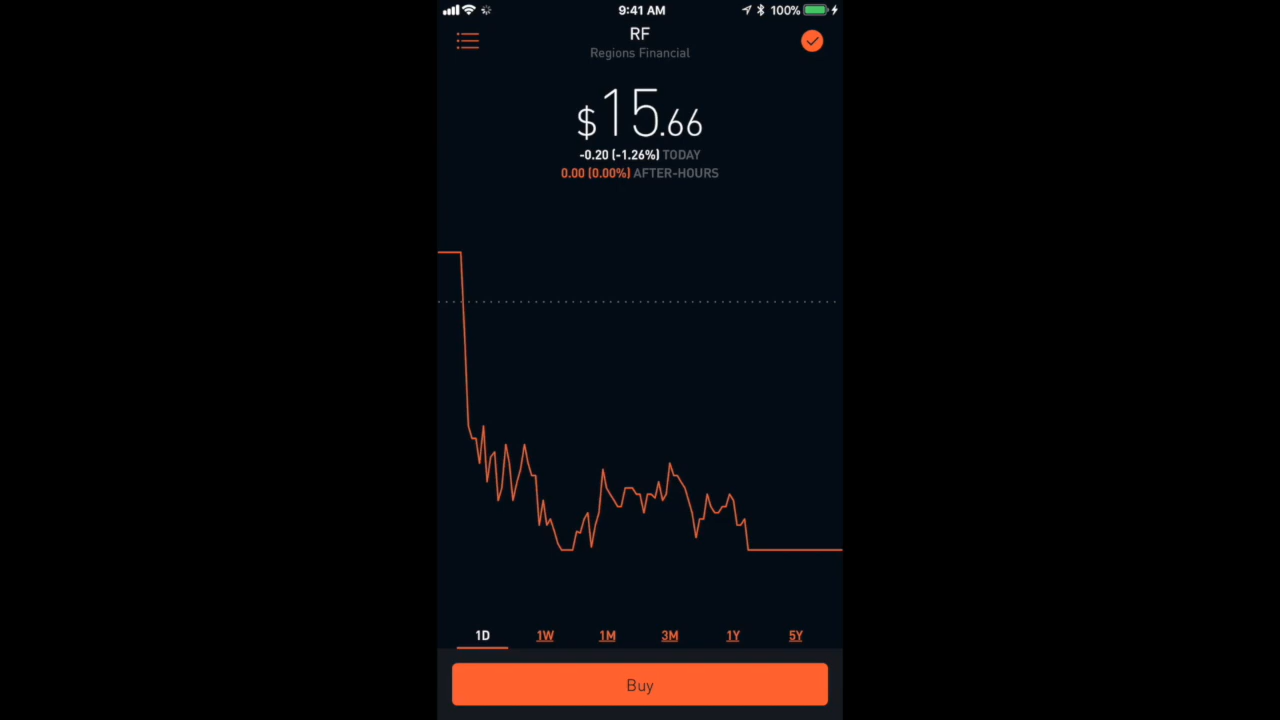 9:41 AM
100%
RF
Regions Financial
$15.66
-0.20 (-1.26%) TODAY
0.00 (0.00%) AFTER-HOURS
1D 1W 1M 3M 1Y 5Y
Buy